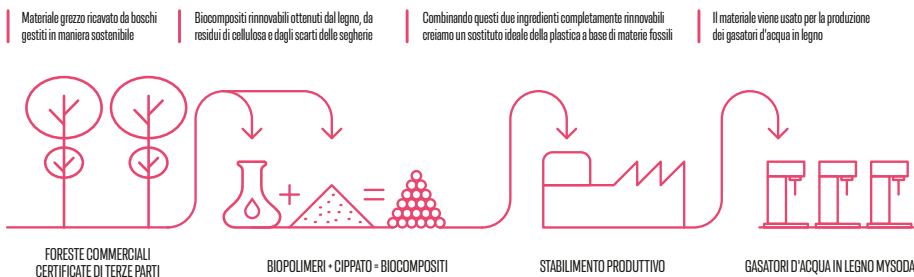 Materiale grezzo ricavato da boschi
gestiti in maniera sostenibile
Biocompositi rinnovabili ottenuti dal legno, da
residui di cellulosa e dagli scarti delle segherie
Combinando questi due ingredienti completamente rinnovabili
creiamo un sostituto ideale della plastica a base di materie fossili
Il materiale viene usato per la produzione
dei gasatori d'acqua in legno
FORESTE COMMERCIALI
CERTIFICATE DI TERZE PARTI
BIOPOLIMERI + CIPPATO = BIOCOMPOSITI
STABILIMENTO PRODUTTIVO
GASATORI D'ACQUA IN LEGNO MYSODA